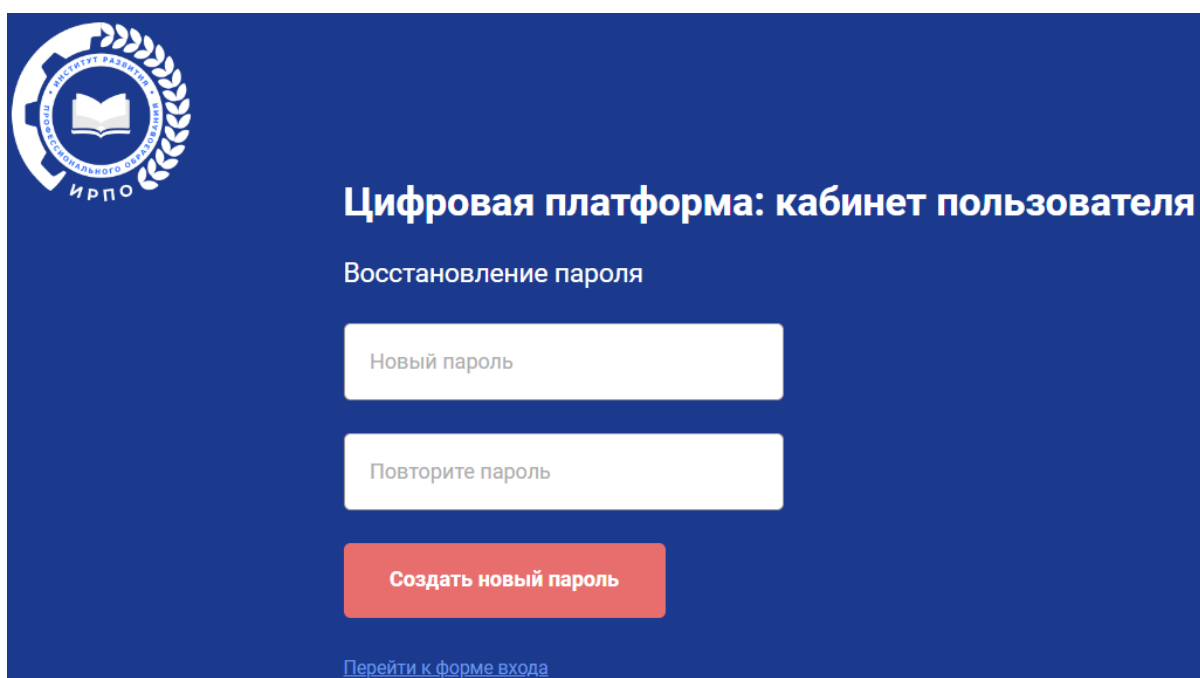 ИНСТИТУТ РАЗВИТИЯ
ПРОФЕССИОНАЛЬНОГО ОБРАЗОВАНИЯ
ИРПО
Цифровая платформа: кабинет пользователя
Восстановление пароля
Новый пароль
Повторите пароль
Создать новый пароль
Перейти к форме входа